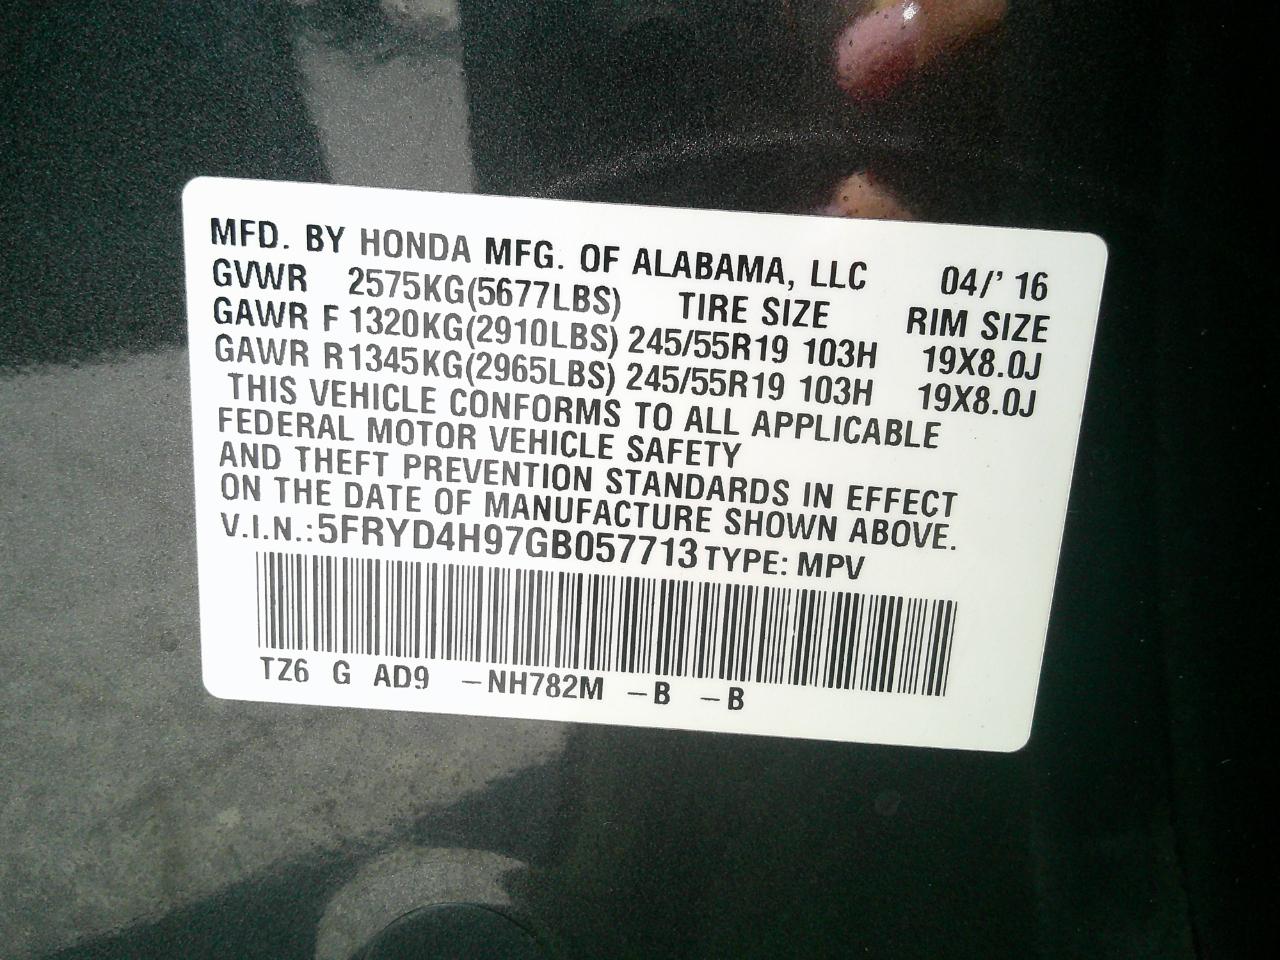 MFD. BY HONDA MFG. OF ALABAMA, LLC 04/' 16
GVWR 2575KG(5677LBS) TIRE SIZE RIM SIZE
GAWR F 1320KG(2910LBS) 245/55R19 103H 19X8.0J
GAWR R1345KG(2965LBS) 245/55R19 103H 19X8.0J
THIS VEHICLE CONFORMS TO ALL APPLICABLE
FEDERAL MOTOR VEHICLE SAFETY
AND THEFT PREVENTION STANDARDS IN EFFECT
ON THE DATE OF MANUFACTURE SHOWN ABOVE.
V.I.N.:5FRYD4H97GB057713 TYPE: MPV
TZ6 G AD9 –NH782M –B –B